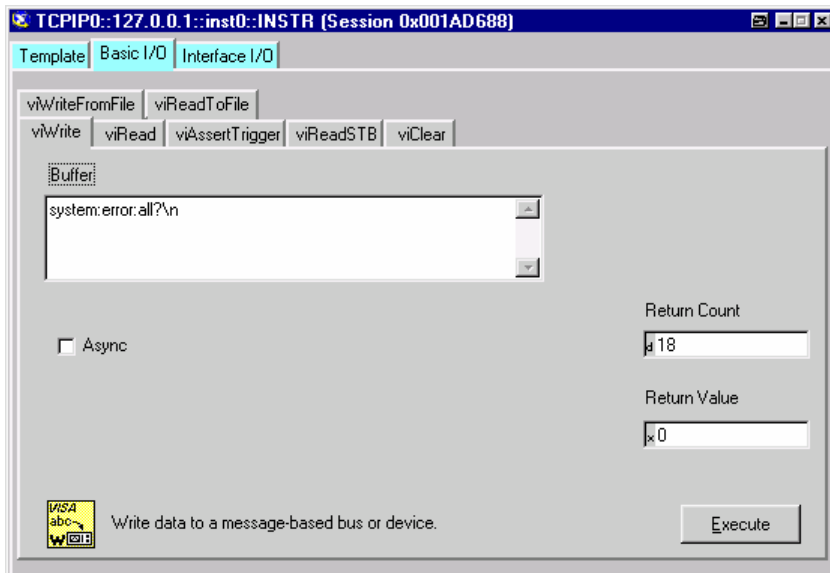 TCPIP0::127.0.0.1::inst0::INSTR (Session 0x001AD688)
Template Basic I/O Interface I/O
viWriteFromFile viReadToFile
viWrite viRead viAssertTrigger viReadSTB viClear
Buffer
system:error:all?\n
Return Count
Async
d 18
Return Value
x 0
VISA
abc
W
Write data to a message-based bus or device.
Execute